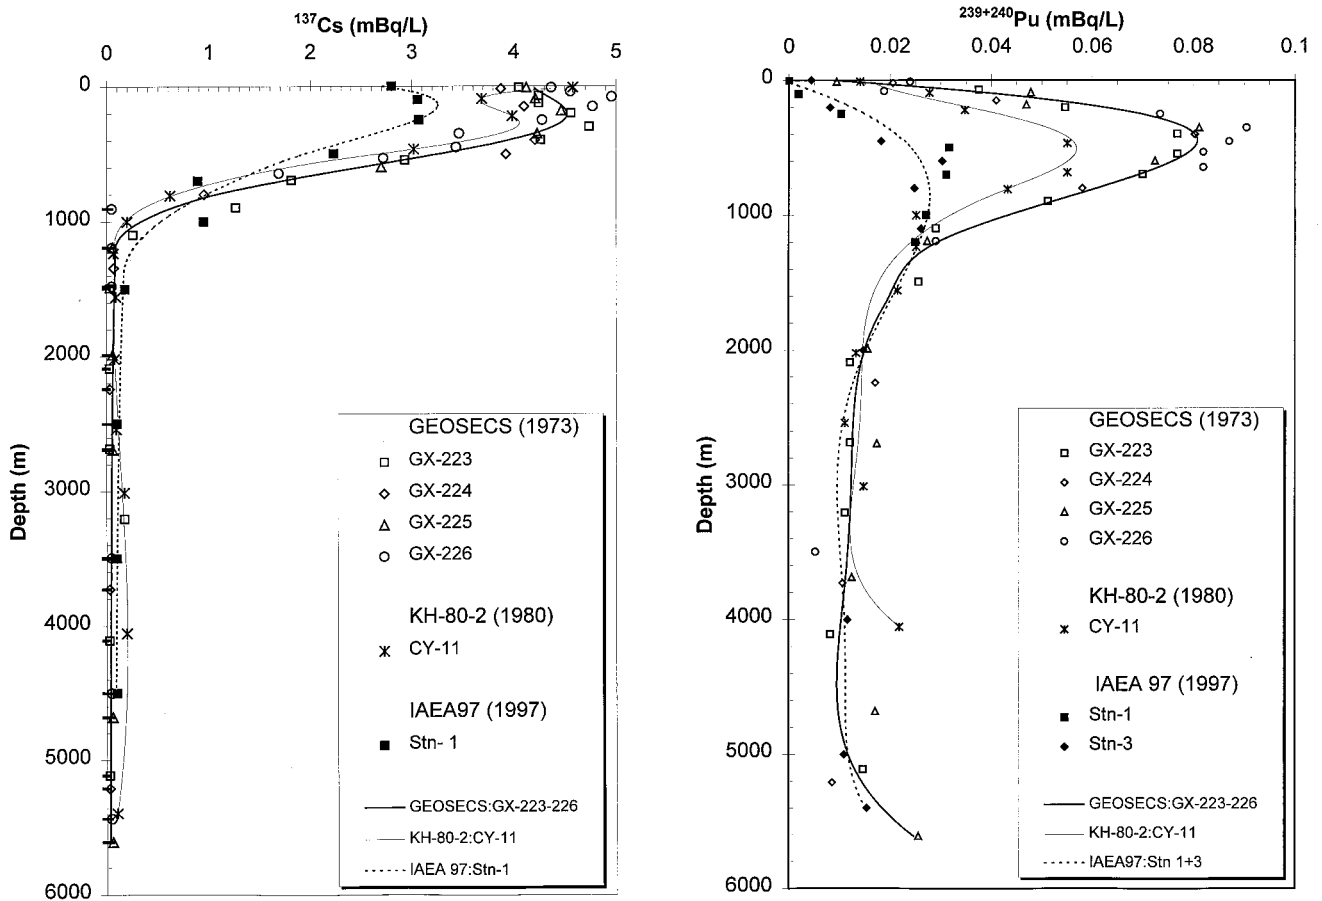 137Cs (mBq/L)
0 1 2 3 4 5
0
1000
2000
3000
4000
5000
6000
Depth (m)
GEOSECS (1973)
GX-223
GX-224
GX-225
GX-226
KH-80-2 (1980)
CY-11
IAEA97 (1997)
Stn- 1
GEOSECS:GX-223-226
KH-80-2:CY-11
IAEA 97:Stn-1
239+240Pu (mBq/L)
0 0.02 0.04 0.06 0.08 0.1
0
1000
2000
3000
4000
5000
6000
Depth (m)
GEOSECS (1973)
GX-223
GX-224
GX-225
GX-226
KH-80-2 (1980)
CY-11
IAEA 97 (1997)
Stn-1
Stn-3
GEOSECS:GX-223-226
KH-80-2:CY-11
IAEA97:Stn 1+3